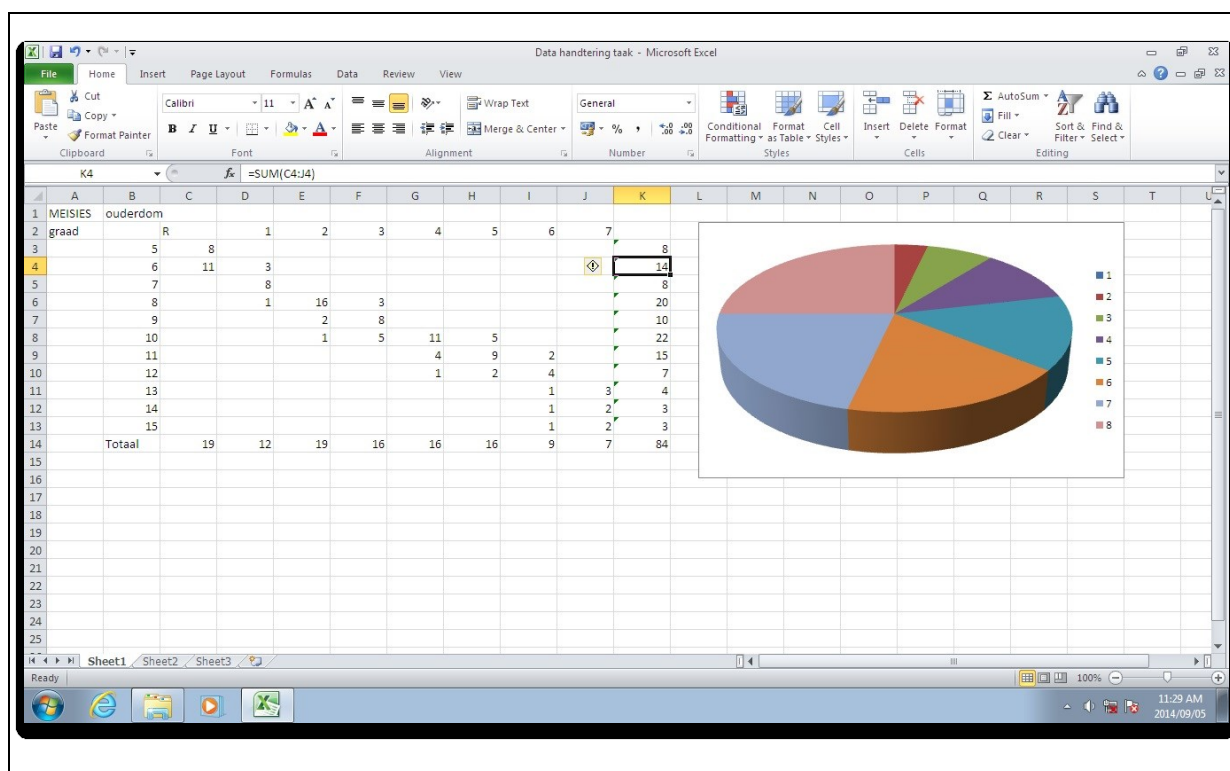 Data handtering taak - Microsoft Excel
File Home Insert Page Layout Formulas Data Review View
Cut
Copy
Format Painter
Paste
Clipboard
Calibri 11 A A
B I U A
Font
Wrap Text
Merge & Center
Alignment
General
% , .0 .00 .00 .0
Number
Conditional Formatting
Format as Table
Cell Styles
Styles
Insert Delete Format
Cells
Σ AutoSum
Fill
Clear
Sort & Filter
Find & Select
Editing
K4 fx =SUM(C4:J4)
A B C D E F G H I J K L M N O P Q R S T U
1 MEISIES ouderdom
2 graad R 1 2 3 4 5 6 7
3 5 8 8
4 6 11 3 14
5 7 8 8
6 8 1 16 3 20
7 9 2 8 10
8 10 1 5 11 5 22
9 11 4 9 2 15
10 12 1 2 4 7
11 13 1 3 4
12 14 1 2 3
13 15 1 2 3
14 Totaal 19 12 19 16 16 16 9 7 84
15
16
17
18
19
20
21
22
23
24
25
1
2
3
4
5
6
7
8
Sheet1 Sheet2 Sheet3
Ready 100%
11:29 AM
2014/09/05